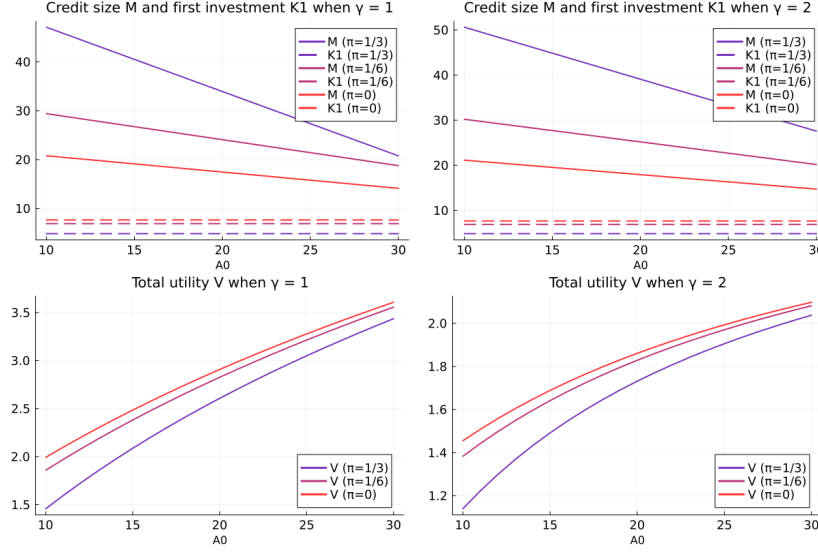 Credit size M and first investment K1 when γ = 1
40
30
20
10
M (π=1/3)
K1 (π=1/3)
M (π=1/6)
K1 (π=1/6)
M (π=0)
K1 (π=0)
10
15
20
25
30
A0
Credit size M and first investment K1 when γ = 2
50
40
30
20
10
M (π=1/3)
K1 (π=1/3)
M (π=1/6)
K1 (π=1/6)
M (π=0)
K1 (π=0)
10
15
20
25
30
A0
Total utility V when γ = 1
3.5
3.0
2.5
2.0
1.5
V (π=1/3)
V (π=1/6)
V (π=0)
10
15
20
25
30
A0
Total utility V when γ = 2
2.0
1.8
1.6
1.4
1.2
V (π=1/3)
V (π=1/6)
V (π=0)
10
15
20
25
30
A0